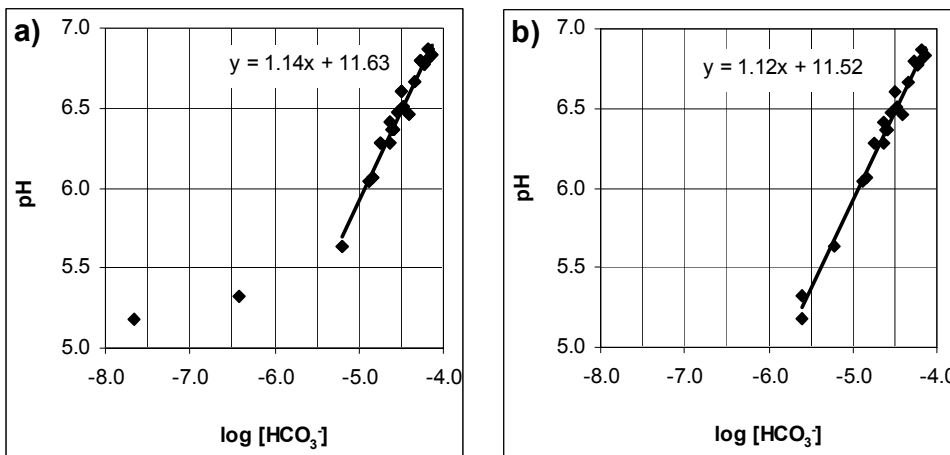 a)
y = 1.14x + 11.63
7.0
6.5
6.0
5.5
5.0
pH
-8.0 -7.0 -6.0 -5.0 -4.0
log [HCO₃⁻]
b)
y = 1.12x + 11.52
7.0
6.5
6.0
5.5
5.0
pH
-8.0 -7.0 -6.0 -5.0 -4.0
log [HCO₃⁻]